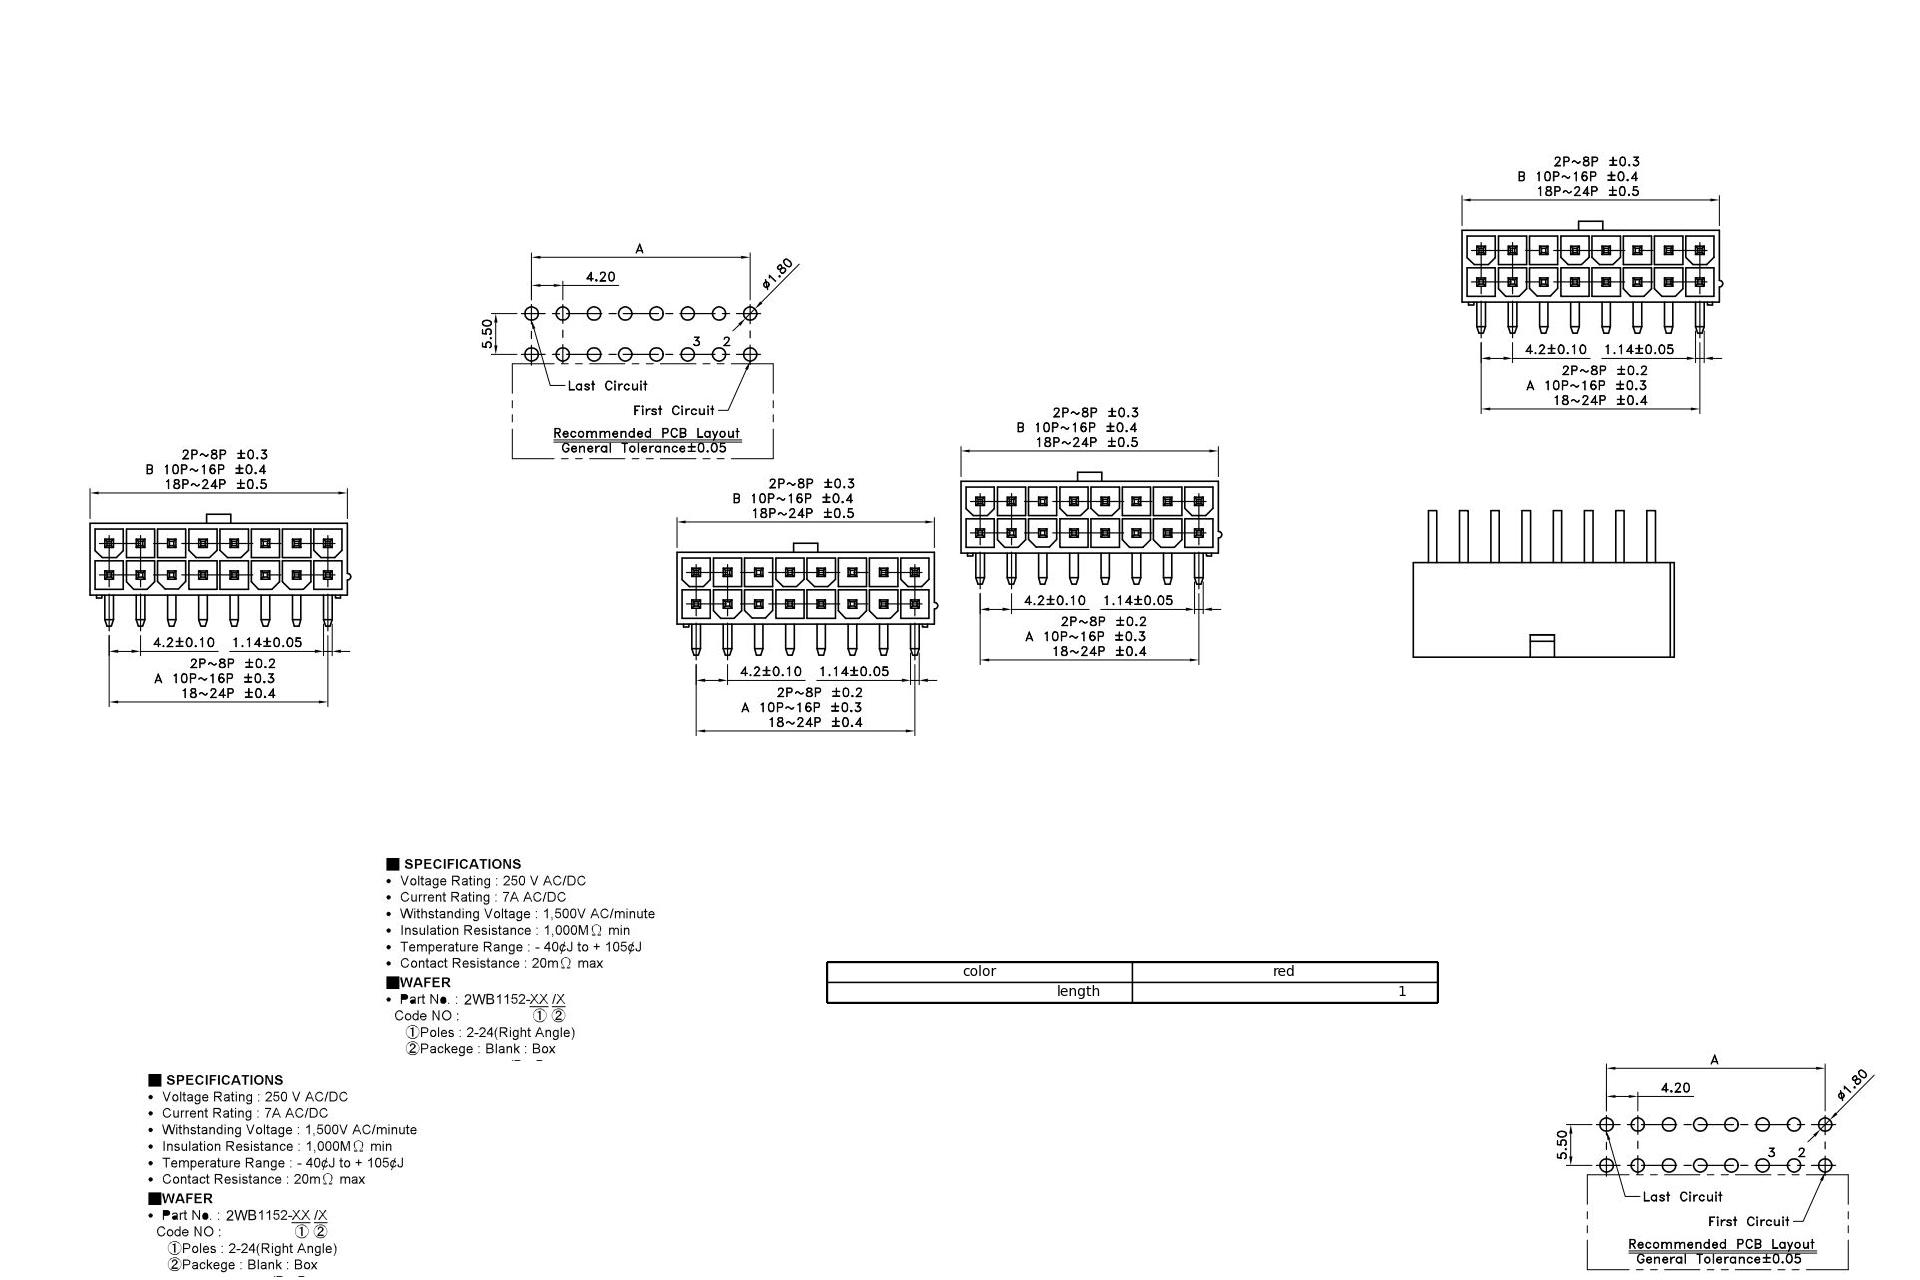 2P~8P ±0.3
B 10P~16P ±0.4
18P~24P ±0.5
4.2±0.10 1.14±0.05
2P~8P ±0.2
A 10P~16P ±0.3
18~24P ±0.4
A
4.20
ø1.80
5.50
3 2
Last Circuit
First Circuit
Recommended PCB Layout
General Tolerance±0.05
2P~8P ±0.3
B 10P~16P ±0.4
18P~24P ±0.5
4.2±0.10 1.14±0.05
2P~8P ±0.2
A 10P~16P ±0.3
18~24P ±0.4
2P~8P ±0.3
B 10P~16P ±0.4
18P~24P ±0.5
4.2±0.10 1.14±0.05
2P~8P ±0.2
A 10P~16P ±0.3
18~24P ±0.4
2P~8P ±0.3
B 10P~16P ±0.4
18P~24P ±0.5
4.2±0.10 1.14±0.05
2P~8P ±0.2
A 10P~16P ±0.3
18~24P ±0.4
■ SPECIFICATIONS
• Voltage Rating : 250 V AC/DC
• Current Rating : 7A AC/DC
• Withstanding Voltage : 1,500V AC/minute
• Insulation Resistance : 1,000MΩ min
• Temperature Range : - 40¢J to + 105¢J
• Contact Resistance : 20mΩ max
■WAFER
• Part No. : 2WB1152-XX /X
Code NO : ① ②
①Poles : 2-24(Right Angle)
②Packege : Blank : Box
color red
length 1
■ SPECIFICATIONS
• Voltage Rating : 250 V AC/DC
• Current Rating : 7A AC/DC
• Withstanding Voltage : 1,500V AC/minute
• Insulation Resistance : 1,000MΩ min
• Temperature Range : - 40¢J to + 105¢J
• Contact Resistance : 20mΩ max
■WAFER
• Part No. : 2WB1152-XX /X
Code NO : ① ②
①Poles : 2-24(Right Angle)
②Packege : Blank : Box
A
4.20
ø1.80
5.50
3 2
Last Circuit
First Circuit
Recommended PCB Layout
General Tolerance±0.05